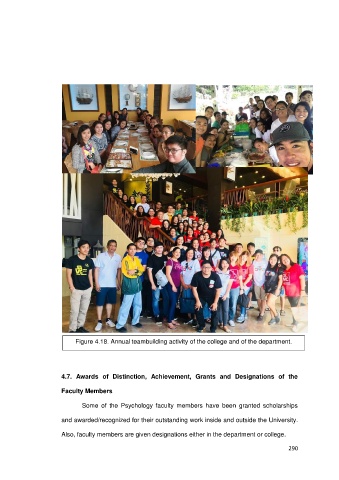 Figure 4.18. Annual teambuilding activity of the college and of the department.
4.7. Awards of Distinction, Achievement, Grants and Designations of the
Faculty Members
Some of the Psychology faculty members have been granted scholarships
and awarded/recognized for their outstanding work inside and outside the University.
Also, faculty members are given designations either in the department or college.
290